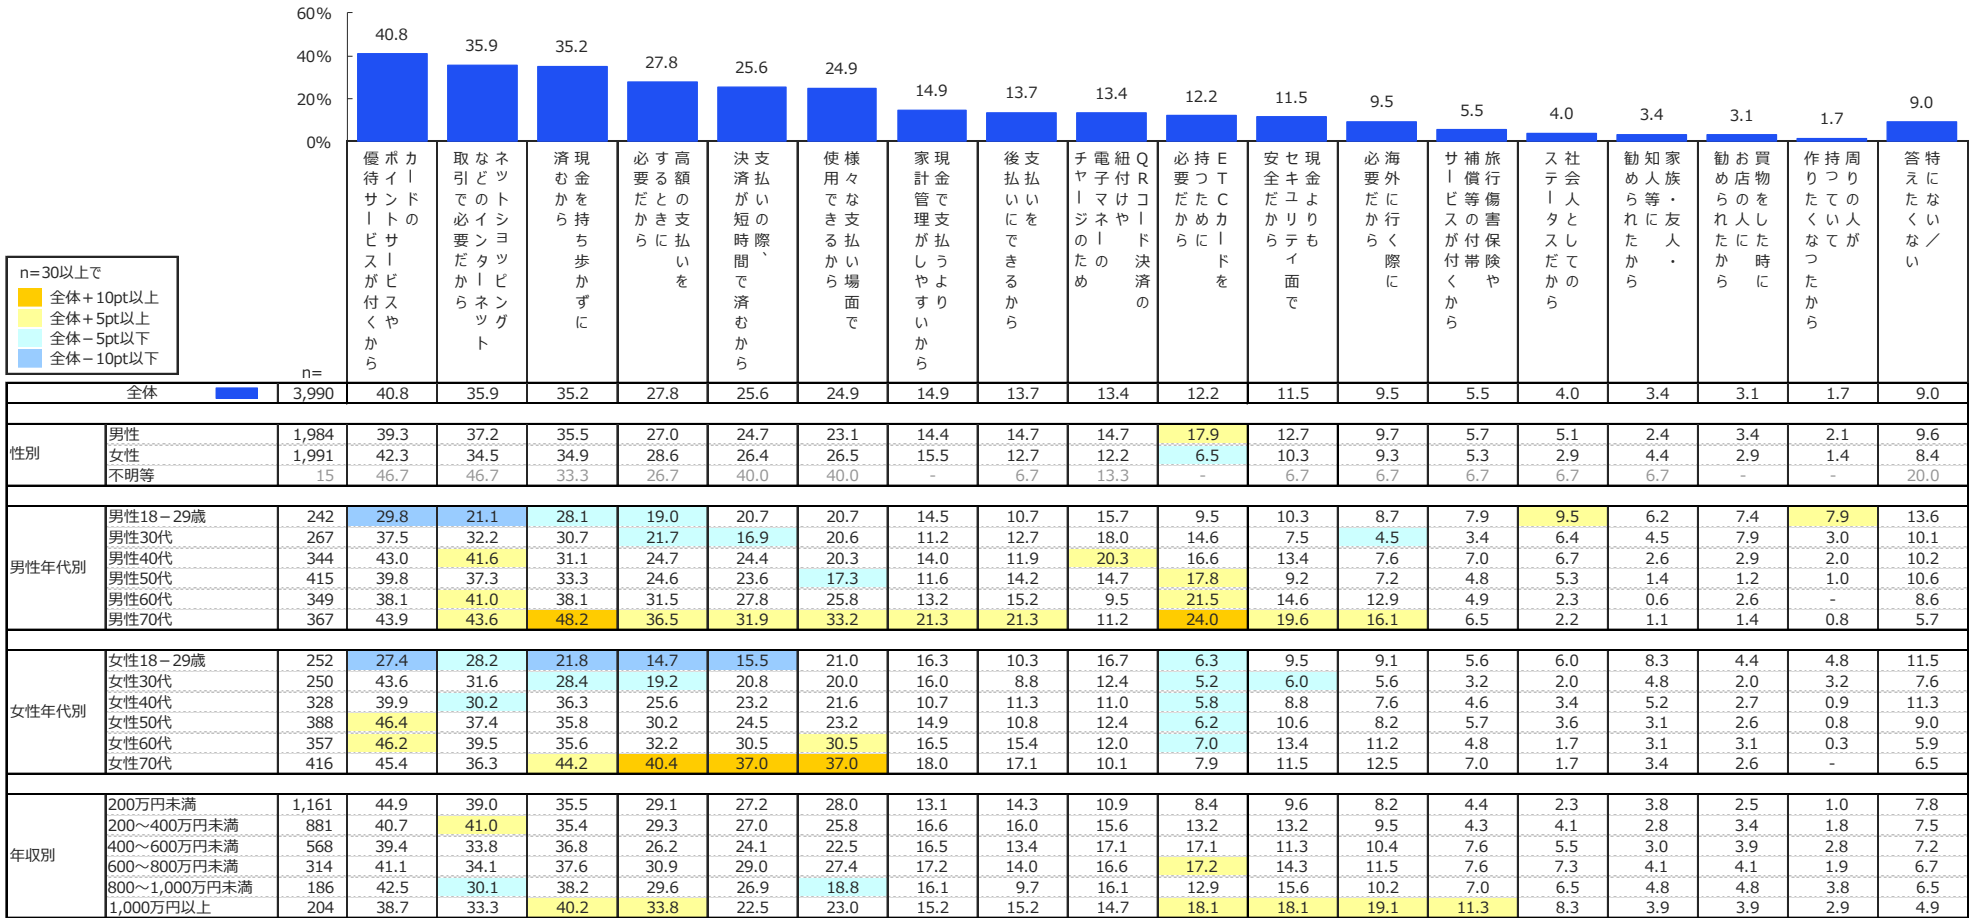 60%
40%
20%
0%
40.8 35.9 35.2 27.8 25.6 24.9 14.9 13.7 13.4 12.2 11.5 9.5 5.5 4.0 3.4 3.1 1.7 9.0
カードの
ポイントサービスや
優待サービスが付くから
ネットショッピング
などのインターネット
取引で必要だから
現金を持ち歩かずに
済むから
高額の支払いを
するときに
必要だから
支払いの際、
決済が短時間で済むから
様々な支払い場面で
使用できるから
現金で支払うより
家計管理がしやすいから
支払いを
後払いにできるから
QRコード決済の
紐付けや
電子マネーの
チャージのため
ETCカードを
持つために
必要だから
現金よりも
セキュリティ面で
安全だから
海外に行く際に
必要だから
旅行傷害保険や
補償等の付帯
サービスが付くから
社会人としての
ステータスだから
家族・友人・
知人等に
勧められたから
買物をした時に
お店の人に
勧められたから
周りの人が
持っていて
作りたくなったから
特にない／
答えたくない
n=30以上で
全体＋10pt以上
全体＋5pt以上
全体－5pt以下
全体－10pt以下
n=
全体 3,990 40.8 35.9 35.2 27.8 25.6 24.9 14.9 13.7 13.4 12.2 11.5 9.5 5.5 4.0 3.4 3.1 1.7 9.0
性別
男性 1,984 39.3 37.2 35.5 27.0 24.7 23.1 14.4 14.7 14.7 17.9 12.7 9.7 5.7 5.1 2.4 3.4 2.1 9.6
女性 1,991 42.3 34.5 34.9 28.6 26.4 26.5 15.5 12.7 12.2 6.5 10.3 9.3 5.3 2.9 4.4 2.9 1.4 8.4
不明等 15 46.7 46.7 33.3 26.7 40.0 40.0 - 6.7 13.3 - 6.7 6.7 6.7 6.7 6.7 - - 20.0
男性年代別
男性18－29歳 242 29.8 21.1 28.1 19.0 20.7 20.7 14.5 10.7 15.7 9.5 10.3 8.7 7.9 9.5 6.2 7.4 7.9 13.6
男性30代 267 37.5 32.2 30.7 21.7 16.9 20.6 11.2 12.7 18.0 14.6 7.5 4.5 3.4 6.4 4.5 7.9 3.0 10.1
男性40代 344 43.0 41.6 31.1 24.7 24.4 20.3 14.0 11.9 20.3 16.6 13.4 7.6 7.0 6.7 2.6 2.9 2.0 10.2
男性50代 415 39.8 37.3 33.3 24.6 23.6 17.3 11.6 14.2 14.7 17.8 9.2 7.2 4.8 5.3 1.4 1.2 1.0 10.6
男性60代 349 38.1 41.0 38.1 31.5 27.8 25.8 13.2 15.2 9.5 21.5 14.6 12.9 4.9 2.3 0.6 2.6 - 8.6
男性70代 367 43.9 43.6 48.2 36.5 31.9 33.2 21.3 21.3 11.2 24.0 19.6 16.1 6.5 2.2 1.1 1.4 0.8 5.7
女性年代別
女性18－29歳 252 27.4 28.2 21.8 14.7 15.5 21.0 16.3 10.3 16.7 6.3 9.5 9.1 5.6 6.0 8.3 4.4 4.8 11.5
女性30代 250 43.6 31.6 28.4 19.2 20.8 20.0 16.0 8.8 12.4 5.2 6.0 5.6 3.2 2.0 4.8 2.0 3.2 7.6
女性40代 328 39.9 30.2 36.3 25.6 23.2 21.6 10.7 11.3 11.0 5.8 8.8 7.6 4.6 3.4 5.2 2.7 0.9 11.3
女性50代 388 46.4 37.4 35.8 30.2 24.5 23.2 14.9 10.8 12.4 6.2 10.6 8.2 5.7 3.6 3.1 2.6 0.8 9.0
女性60代 357 46.2 39.5 35.6 32.2 30.5 30.5 16.5 15.4 12.0 7.0 13.4 11.2 4.8 1.7 3.1 3.1 0.3 5.9
女性70代 416 45.4 36.3 44.2 40.4 37.0 37.0 18.0 17.1 10.1 7.9 11.5 12.5 7.0 1.7 3.4 2.6 - 6.5
年収別
200万円未満 1,161 44.9 39.0 35.5 29.1 27.2 28.0 13.1 14.3 10.9 8.4 9.6 8.2 4.4 2.3 3.8 2.5 1.0 7.8
200～400万円未満 881 40.7 41.0 35.4 29.3 27.0 25.8 16.6 16.0 15.6 13.2 13.2 9.5 4.3 4.1 2.8 3.4 1.8 7.5
400～600万円未満 568 39.4 33.8 36.8 26.2 24.1 22.5 16.5 13.4 17.1 17.1 11.3 10.4 7.6 5.5 3.0 3.9 2.8 7.2
600～800万円未満 314 41.1 34.1 37.6 30.9 29.0 27.4 17.2 14.0 16.6 17.2 14.3 11.5 7.6 7.3 4.1 4.1 1.9 6.7
800～1,000万円未満 186 42.5 30.1 38.2 29.6 26.9 18.8 16.1 9.7 16.1 12.9 15.6 10.2 7.0 6.5 4.8 4.8 3.8 6.5
1,000万円以上 204 38.7 33.3 40.2 33.8 22.5 23.0 15.2 15.2 14.7 18.1 18.1 19.1 11.3 8.3 3.9 3.9 2.9 4.9